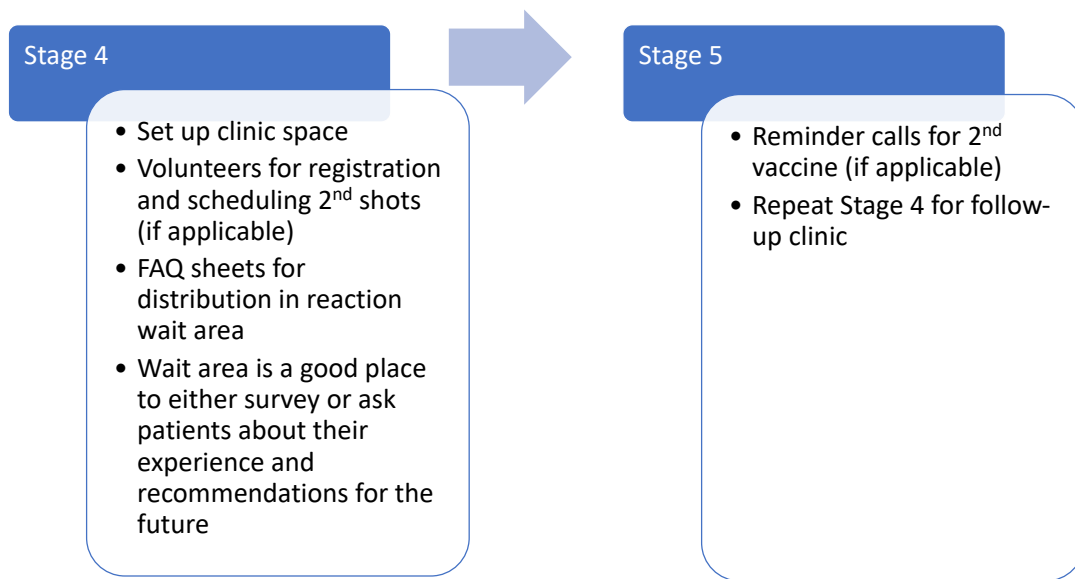 Stage 4
• Set up clinic space
• Volunteers for registration
and scheduling 2nd shots
(if applicable)
• FAQ sheets for
distribution in reaction
wait area
• Wait area is a good place
to either survey or ask
patients about their
experience and
recommendations for the
future
Stage 5
• Reminder calls for 2nd
vaccine (if applicable)
• Repeat Stage 4 for follow-
up clinic